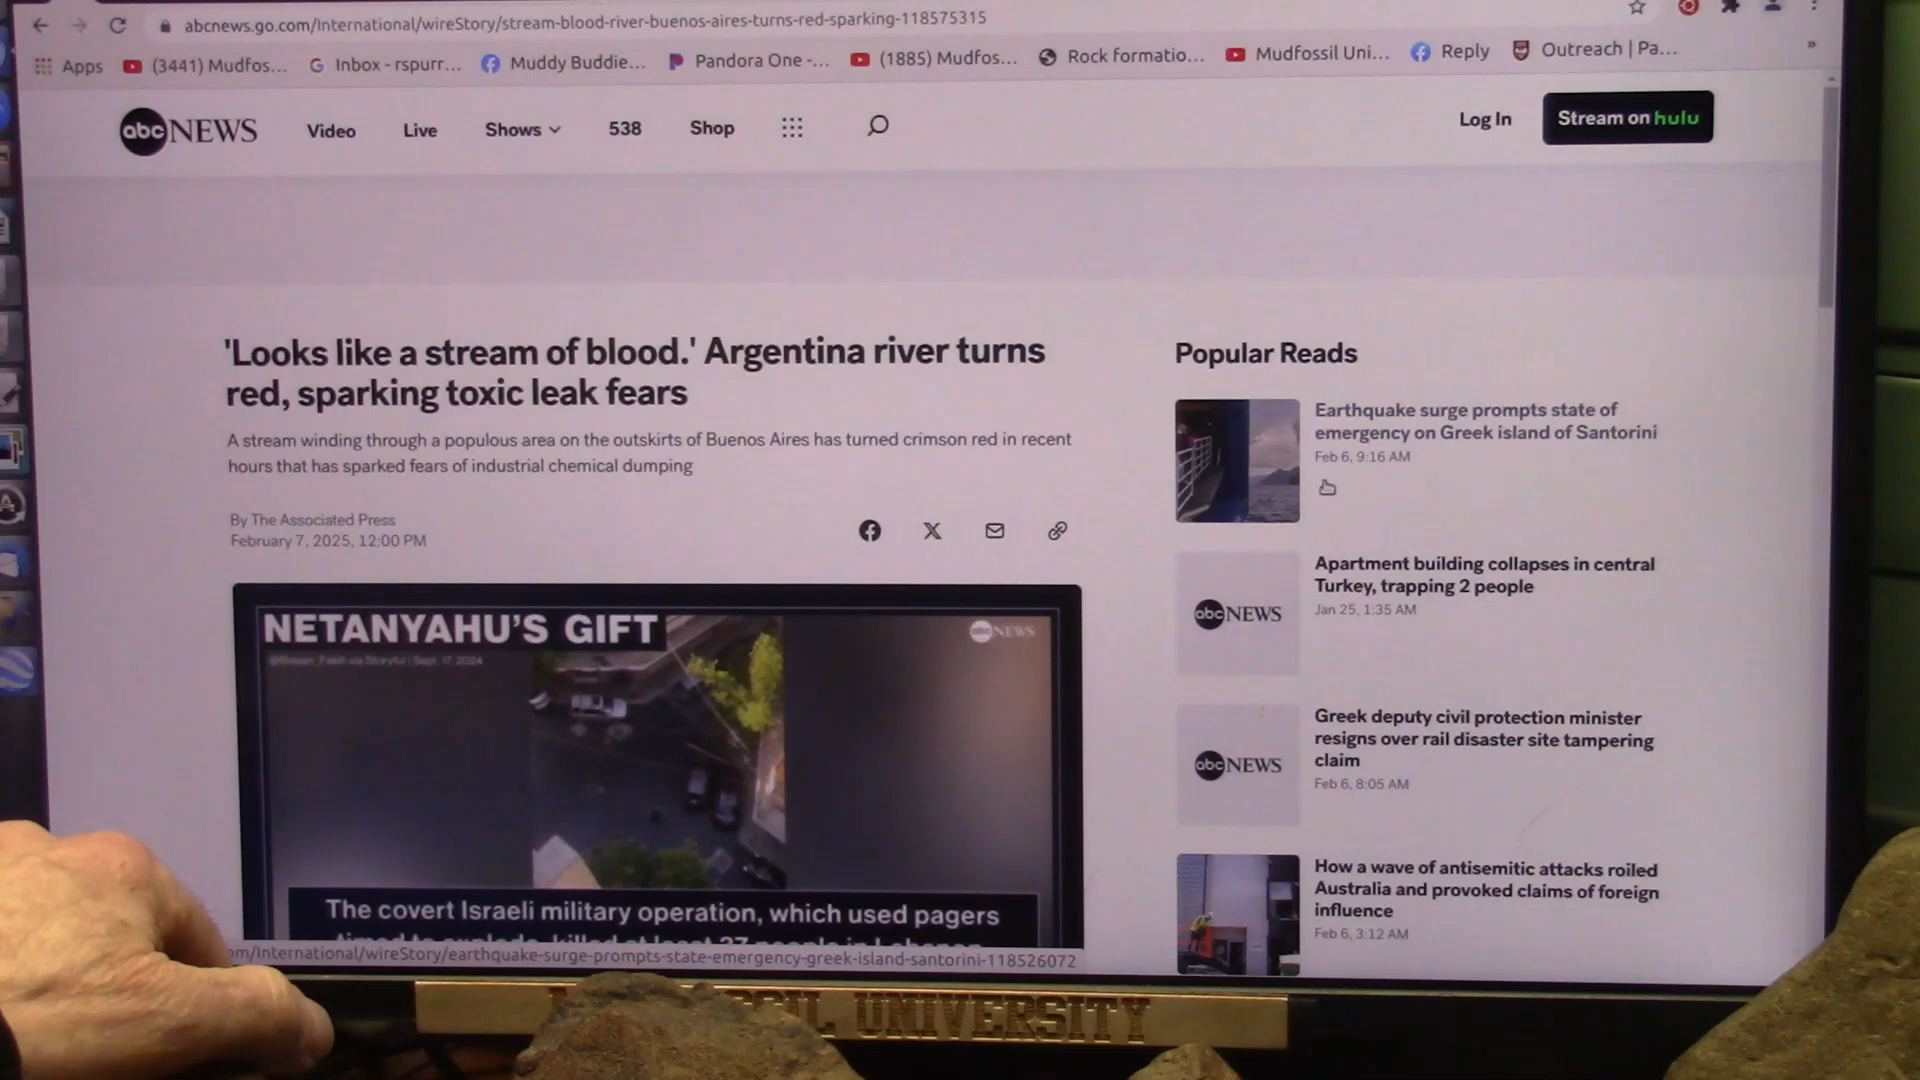 abcnews.go.com/International/wireStory/stream-blood-river-buenos-aires-turns-red-sparking-118575315
Apps (3441) Mudfos... Inbox - rspurr... Muddy Buddie... Pandora One -... (1885) Mudfos... Rock formatio... Mudfossil Uni... Reply Outreach | Pa... »
abc NEWS Video Live Shows 538 Shop Log In Stream on hulu
'Looks like a stream of blood.' Argentina river turns
red, sparking toxic leak fears
A stream winding through a populous area on the outskirts of Buenos Aires has turned crimson red in recent
hours that has sparked fears of industrial chemical dumping
By The Associated Press
February 7, 2025, 12:00 PM
NETANYAHU'S GIFT
abc NEWS
via Storyful | Sept. 17, 2024
The covert Israeli military operation, which used pagers
om/International/wireStory/earthquake-surge-prompts-state-emergency-greek-island-santorini-118526072
Popular Reads
Earthquake surge prompts state of
emergency on Greek island of Santorini
Feb 6, 9:16 AM
abc NEWS
Apartment building collapses in central
Turkey, trapping 2 people
Jan 25, 1:35 AM
abc NEWS
Greek deputy civil protection minister
resigns over rail disaster site tampering
claim
Feb 6, 8:05 AM
How a wave of antisemitic attacks roiled
Australia and provoked claims of foreign
influence
Feb 6, 3:12 AM
UNIVERSITY